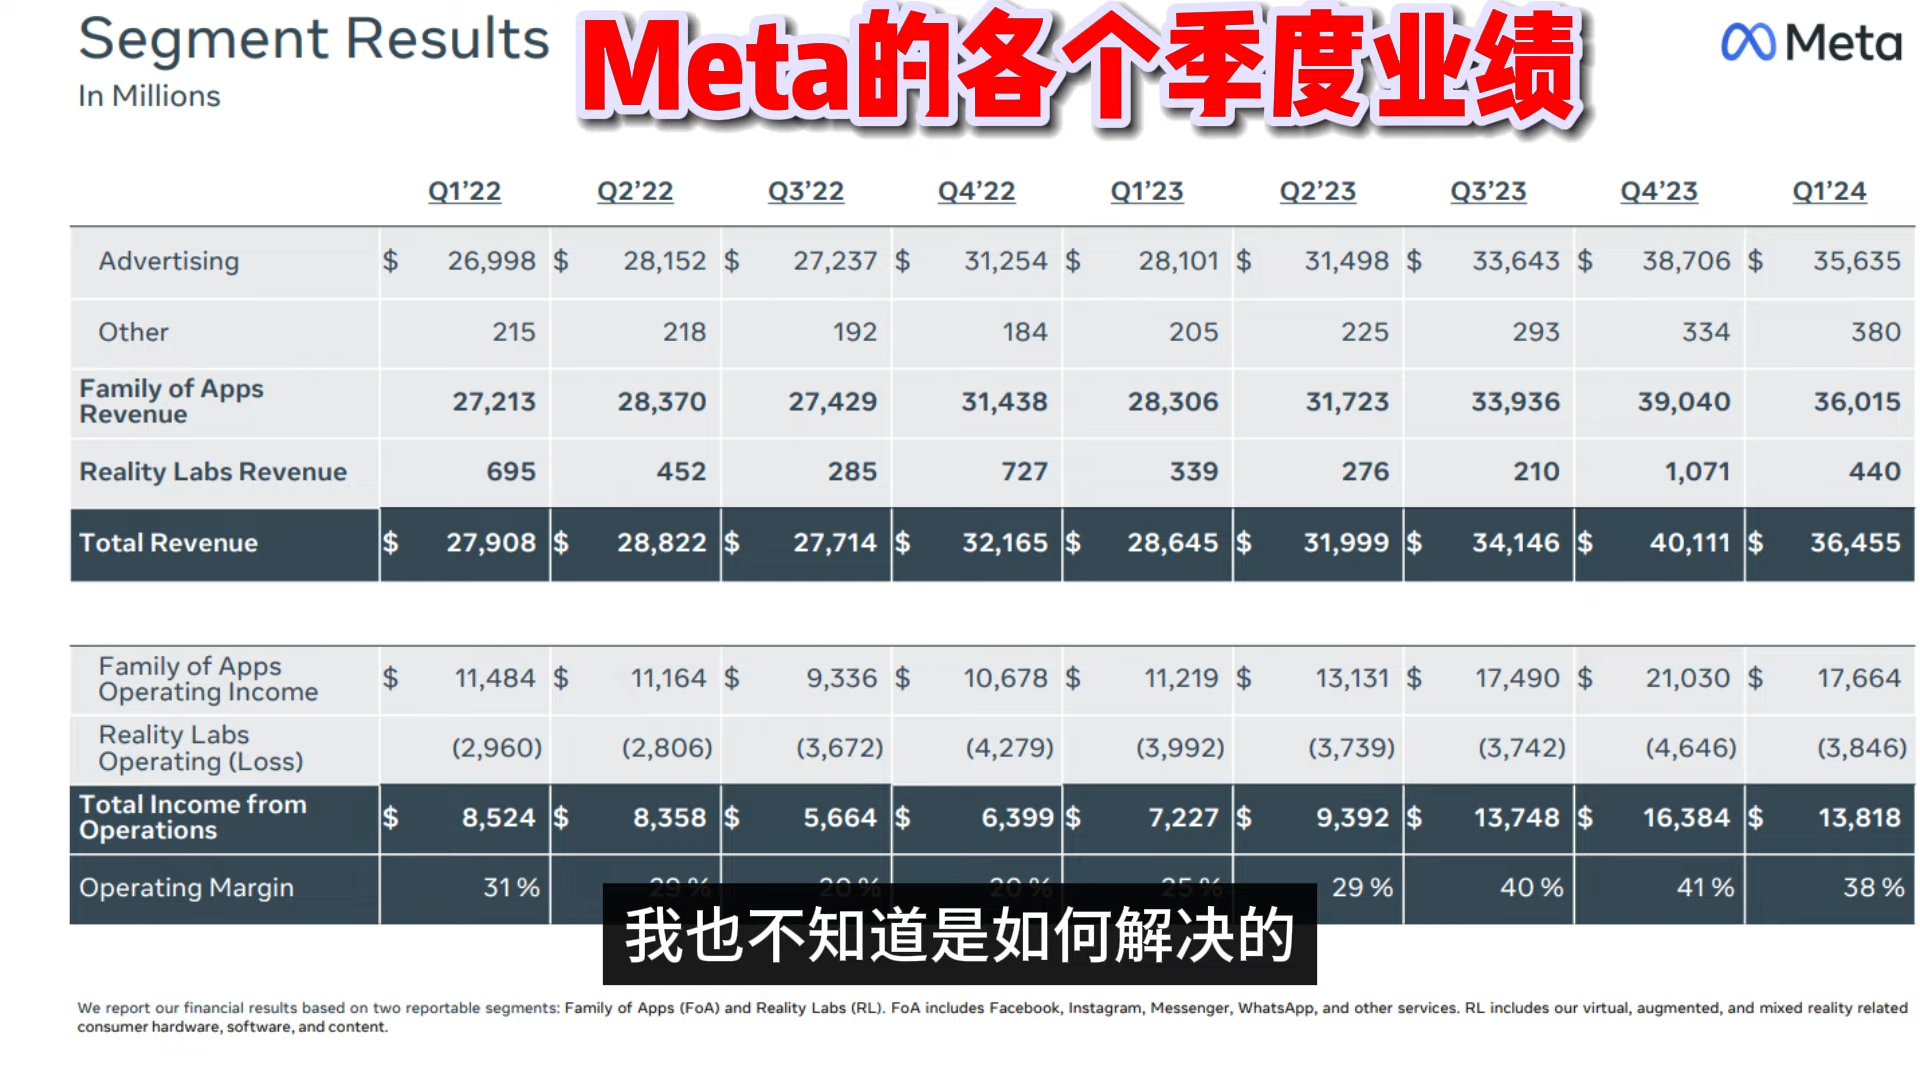 Segment Results
Meta的各个季度业绩
Meta
In Millions
Q1’22 Q2’22 Q3’22 Q4’22 Q1’23 Q2’23 Q3’23 Q4’23 Q1’24
Advertising $ 26,998 $ 28,152 $ 27,237 $ 31,254 $ 28,101 $ 31,498 $ 33,643 $ 38,706 $ 35,635
Other 215 218 192 184 205 225 293 334 380
Family of Apps
Revenue 27,213 28,370 27,429 31,438 28,306 31,723 33,936 39,040 36,015
Reality Labs Revenue 695 452 285 727 339 276 210 1,071 440
Total Revenue $ 27,908 $ 28,822 $ 27,714 $ 32,165 $ 28,645 $ 31,999 $ 34,146 $ 40,111 $ 36,455
Family of Apps
Operating Income $ 11,484 $ 11,164 $ 9,336 $ 10,678 $ 11,219 $ 13,131 $ 17,490 $ 21,030 $ 17,664
Reality Labs
Operating (Loss) (2,960) (2,806) (3,672) (4,279) (3,992) (3,739) (3,742) (4,646) (3,846)
Total Income from
Operations $ 8,524 $ 8,358 $ 5,664 $ 6,399 $ 7,227 $ 9,392 $ 13,748 $ 16,384 $ 13,818
Operating Margin 31% 29% 20% 20% 25% 29% 40% 41% 38%
我也不知道是如何解决的
We report our financial results based on two reportable segments: Family of Apps (FoA) and Reality Labs (RL). FoA includes Facebook, Instagram, Messenger, WhatsApp, and other services. RL includes our virtual, augmented, and mixed reality related
consumer hardware, software, and content.